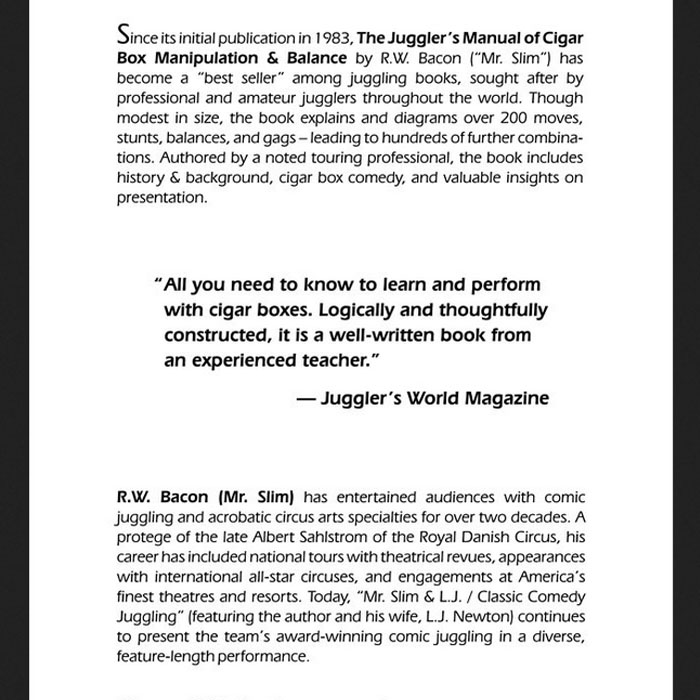 Since its initial publication in 1983, The Juggler's Manual of Cigar
Box Manipulation & Balance by R.W. Bacon ("Mr. Slim") has
become a "best seller" among juggling books, sought after by
professional and amateur jugglers throughout the world. Though
modest in size, the book explains and diagrams over 200 moves,
stunts, balances, and gags – leading to hundreds of further combina-
tions. Authored by a noted touring professional, the book includes
history & background, cigar box comedy, and valuable insights on
presentation.
"All you need to know to learn and perform
with cigar boxes. Logically and thoughtfully
constructed, it is a well-written book from
an experienced teacher."
— Juggler's World Magazine
R.W. Bacon (Mr. Slim) has entertained audiences with comic
juggling and acrobatic circus arts specialties for over two decades. A
protege of the late Albert Sahlstrom of the Royal Danish Circus, his
career has included national tours with theatrical revues, appearances
with international all-star circuses, and engagements at America's
finest theatres and resorts. Today, "Mr. Slim & L.J. / Classic Comedy
Juggling" (featuring the author and his wife, L.J. Newton) continues
to present the team's award-winning comic juggling in a diverse,
feature-length performance.